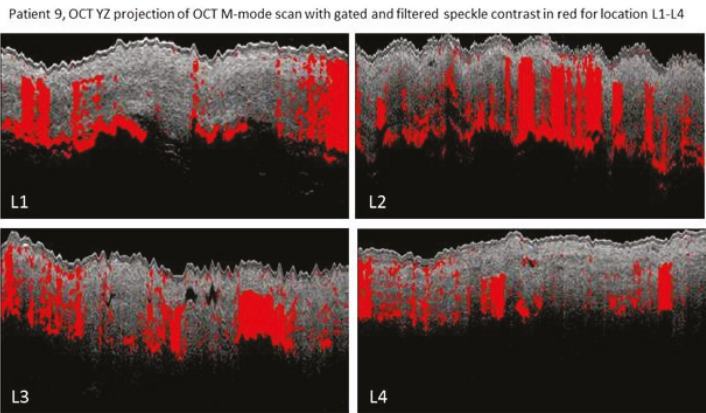 Patient 9, OCT YZ projection of OCT M-mode scan with gated and filtered speckle contrast in red for location L1-L4
L1
L2
L3
L4